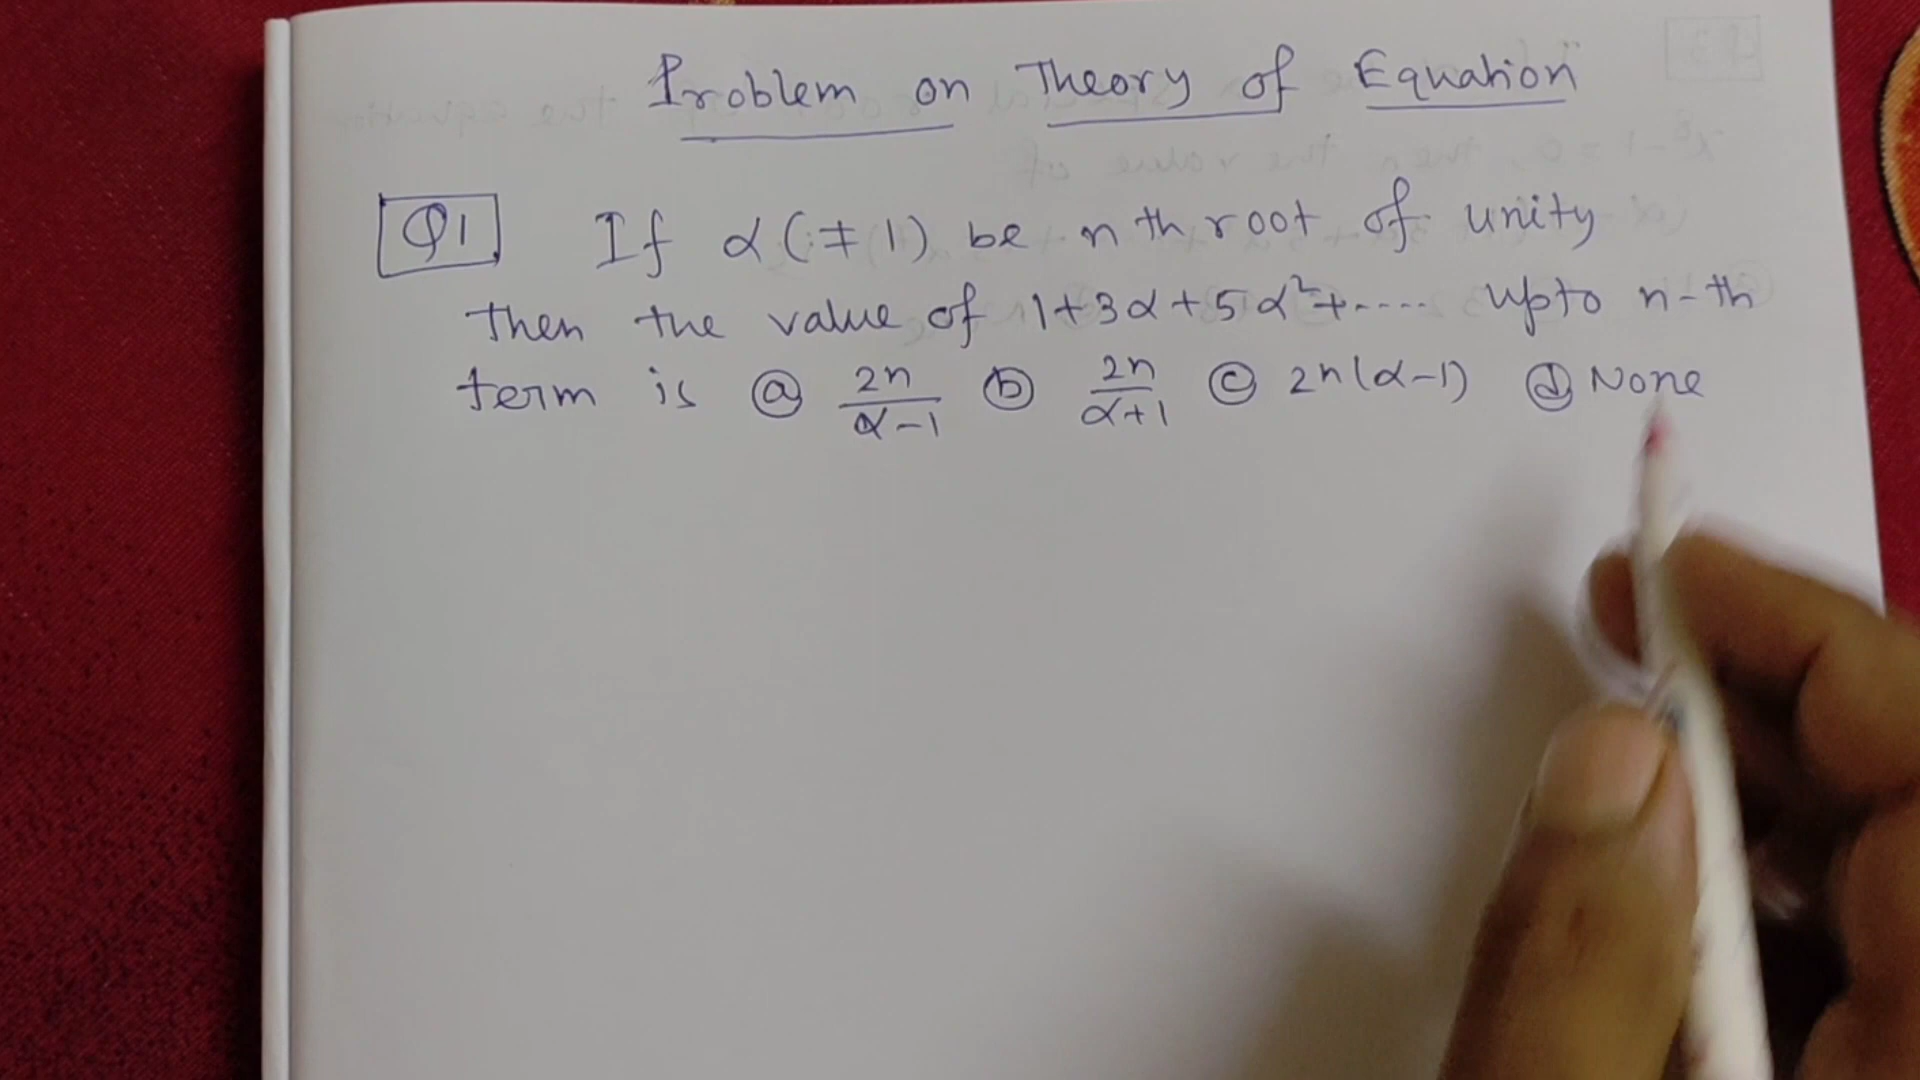 Problem on Theory of Equation
Q1 If α(≠1) be nth root of unity
then the value of 1+3α+5α²+.... upto n-th
term is ⓐ 2n/(α-1) ⓑ 2n/(α+1) ⓒ 2n(α-1) ⓓ None